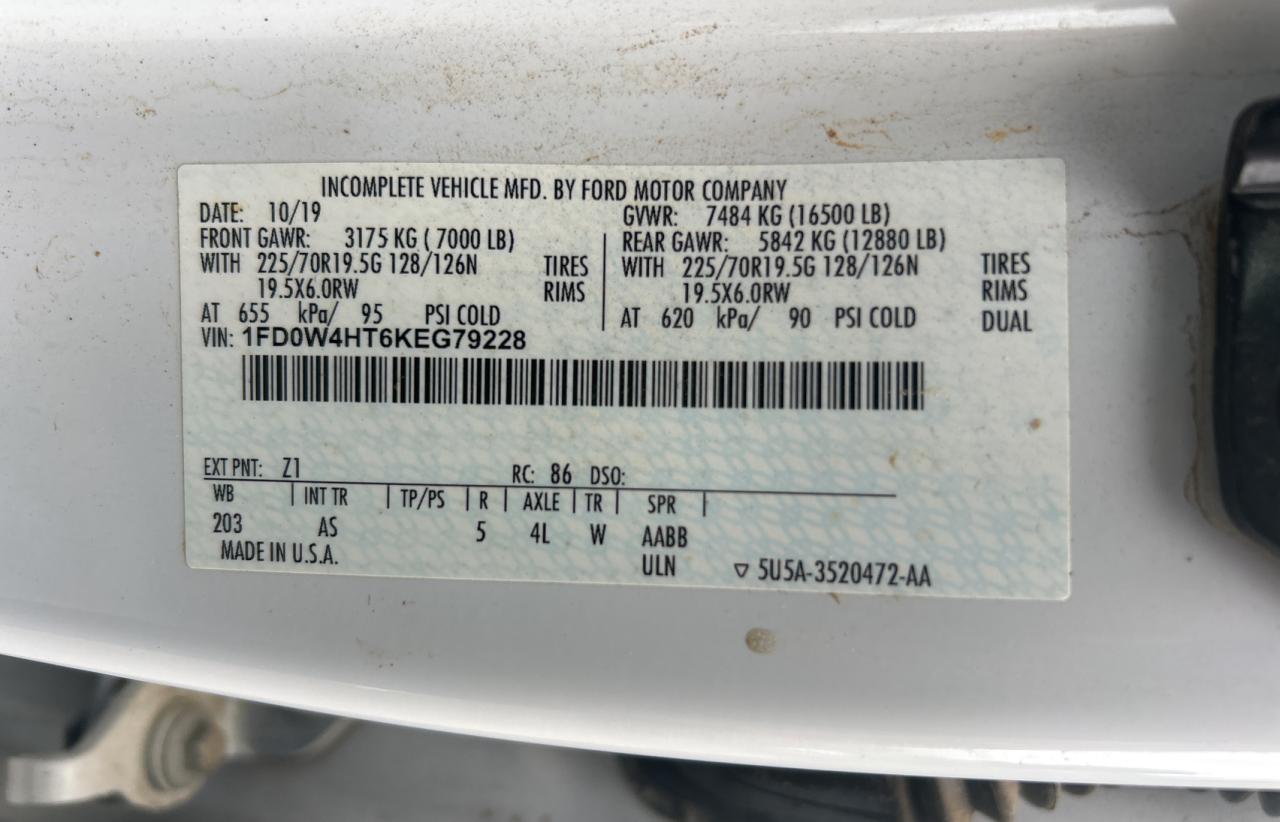 INCOMPLETE VEHICLE MFD. BY FORD MOTOR COMPANY
DATE: 10/19 GVWR: 7484 KG (16500 LB)
FRONT GAWR: 3175 KG ( 7000 LB) REAR GAWR: 5842 KG (12880 LB)
WITH 225/70R19.5G 128/126N TIRES WITH 225/70R19.5G 128/126N TIRES
19.5X6.0RW RIMS 19.5X6.0RW RIMS
AT 655 kPa/ 95 PSI COLD AT 620 kPa/ 90 PSI COLD DUAL
VIN: 1FD0W4HT6KEG79228
EXT PNT: Z1 RC: 86 DSO:
WB | INT TR | TP/PS | R | AXLE | TR | SPR |
203 AS 5 4L W AABB
MADE IN U.S.A. ULN ▽ 5U5A-3520472-AA